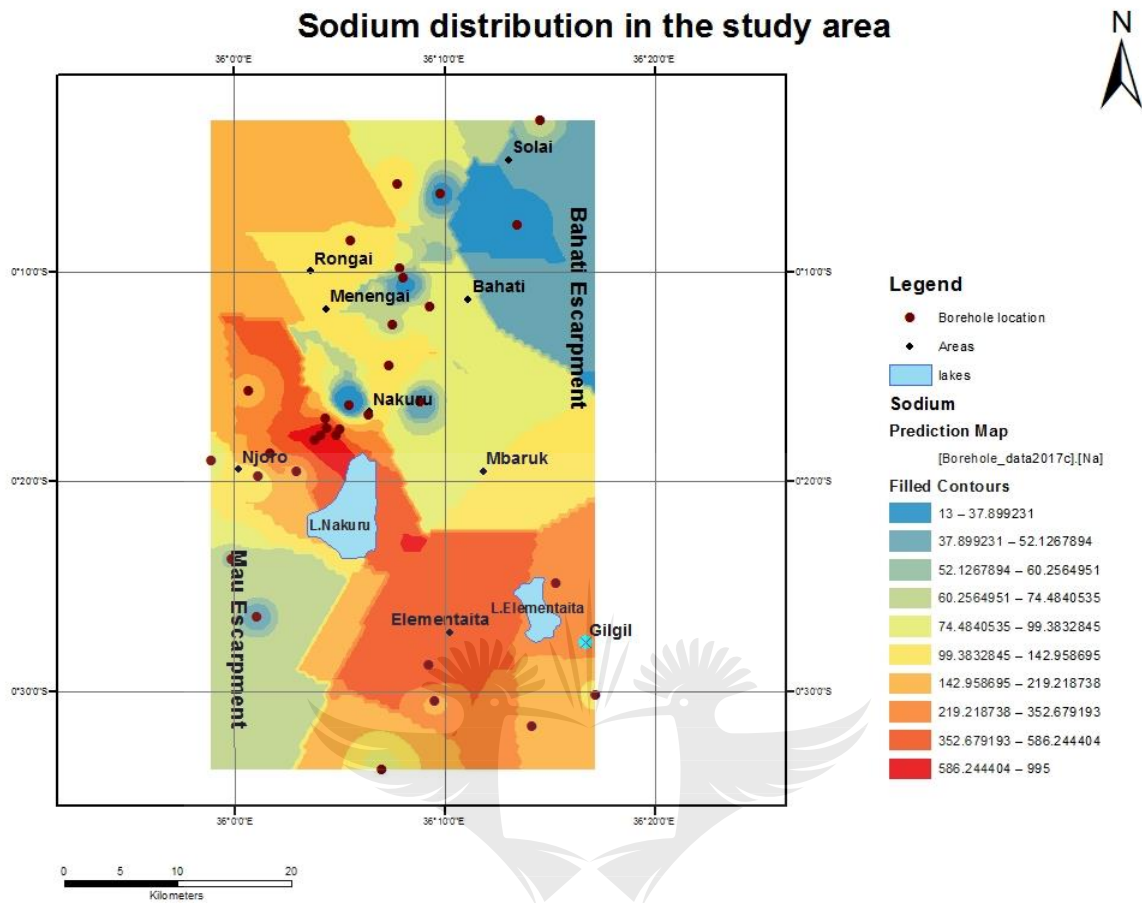 Sodium distribution in the study area
N
36°0'0"E 36°10'0"E 36°20'0"E
Solai
Bahati Escarpment
Rongai
0°10'0"S 0°10'0"S
Menengai
Bahati
Nakuru
Njoro
Mbaruk
0°20'0"S 0°20'0"S
L.Nakuru
Mau Escarpment
L.Elementaita
Elementaita
Gilgil
0°30'0"S 0°30'0"S
36°0'0"E 36°10'0"E 36°20'0"E
Legend
Borehole location
Areas
lakes
Sodium
Prediction Map
[Borehole_data2017c].[Na]
Filled Contours
13 – 37.899231
37.899231 – 52.1267894
52.1267894 – 60.2564951
60.2564951 – 74.4840535
74.4840535 – 99.3832845
99.3832845 – 142.958695
142.958695 – 219.218738
219.218738 – 352.679193
352.679193 – 586.244404
586.244404 – 995
0 5 10 20
Kilometers